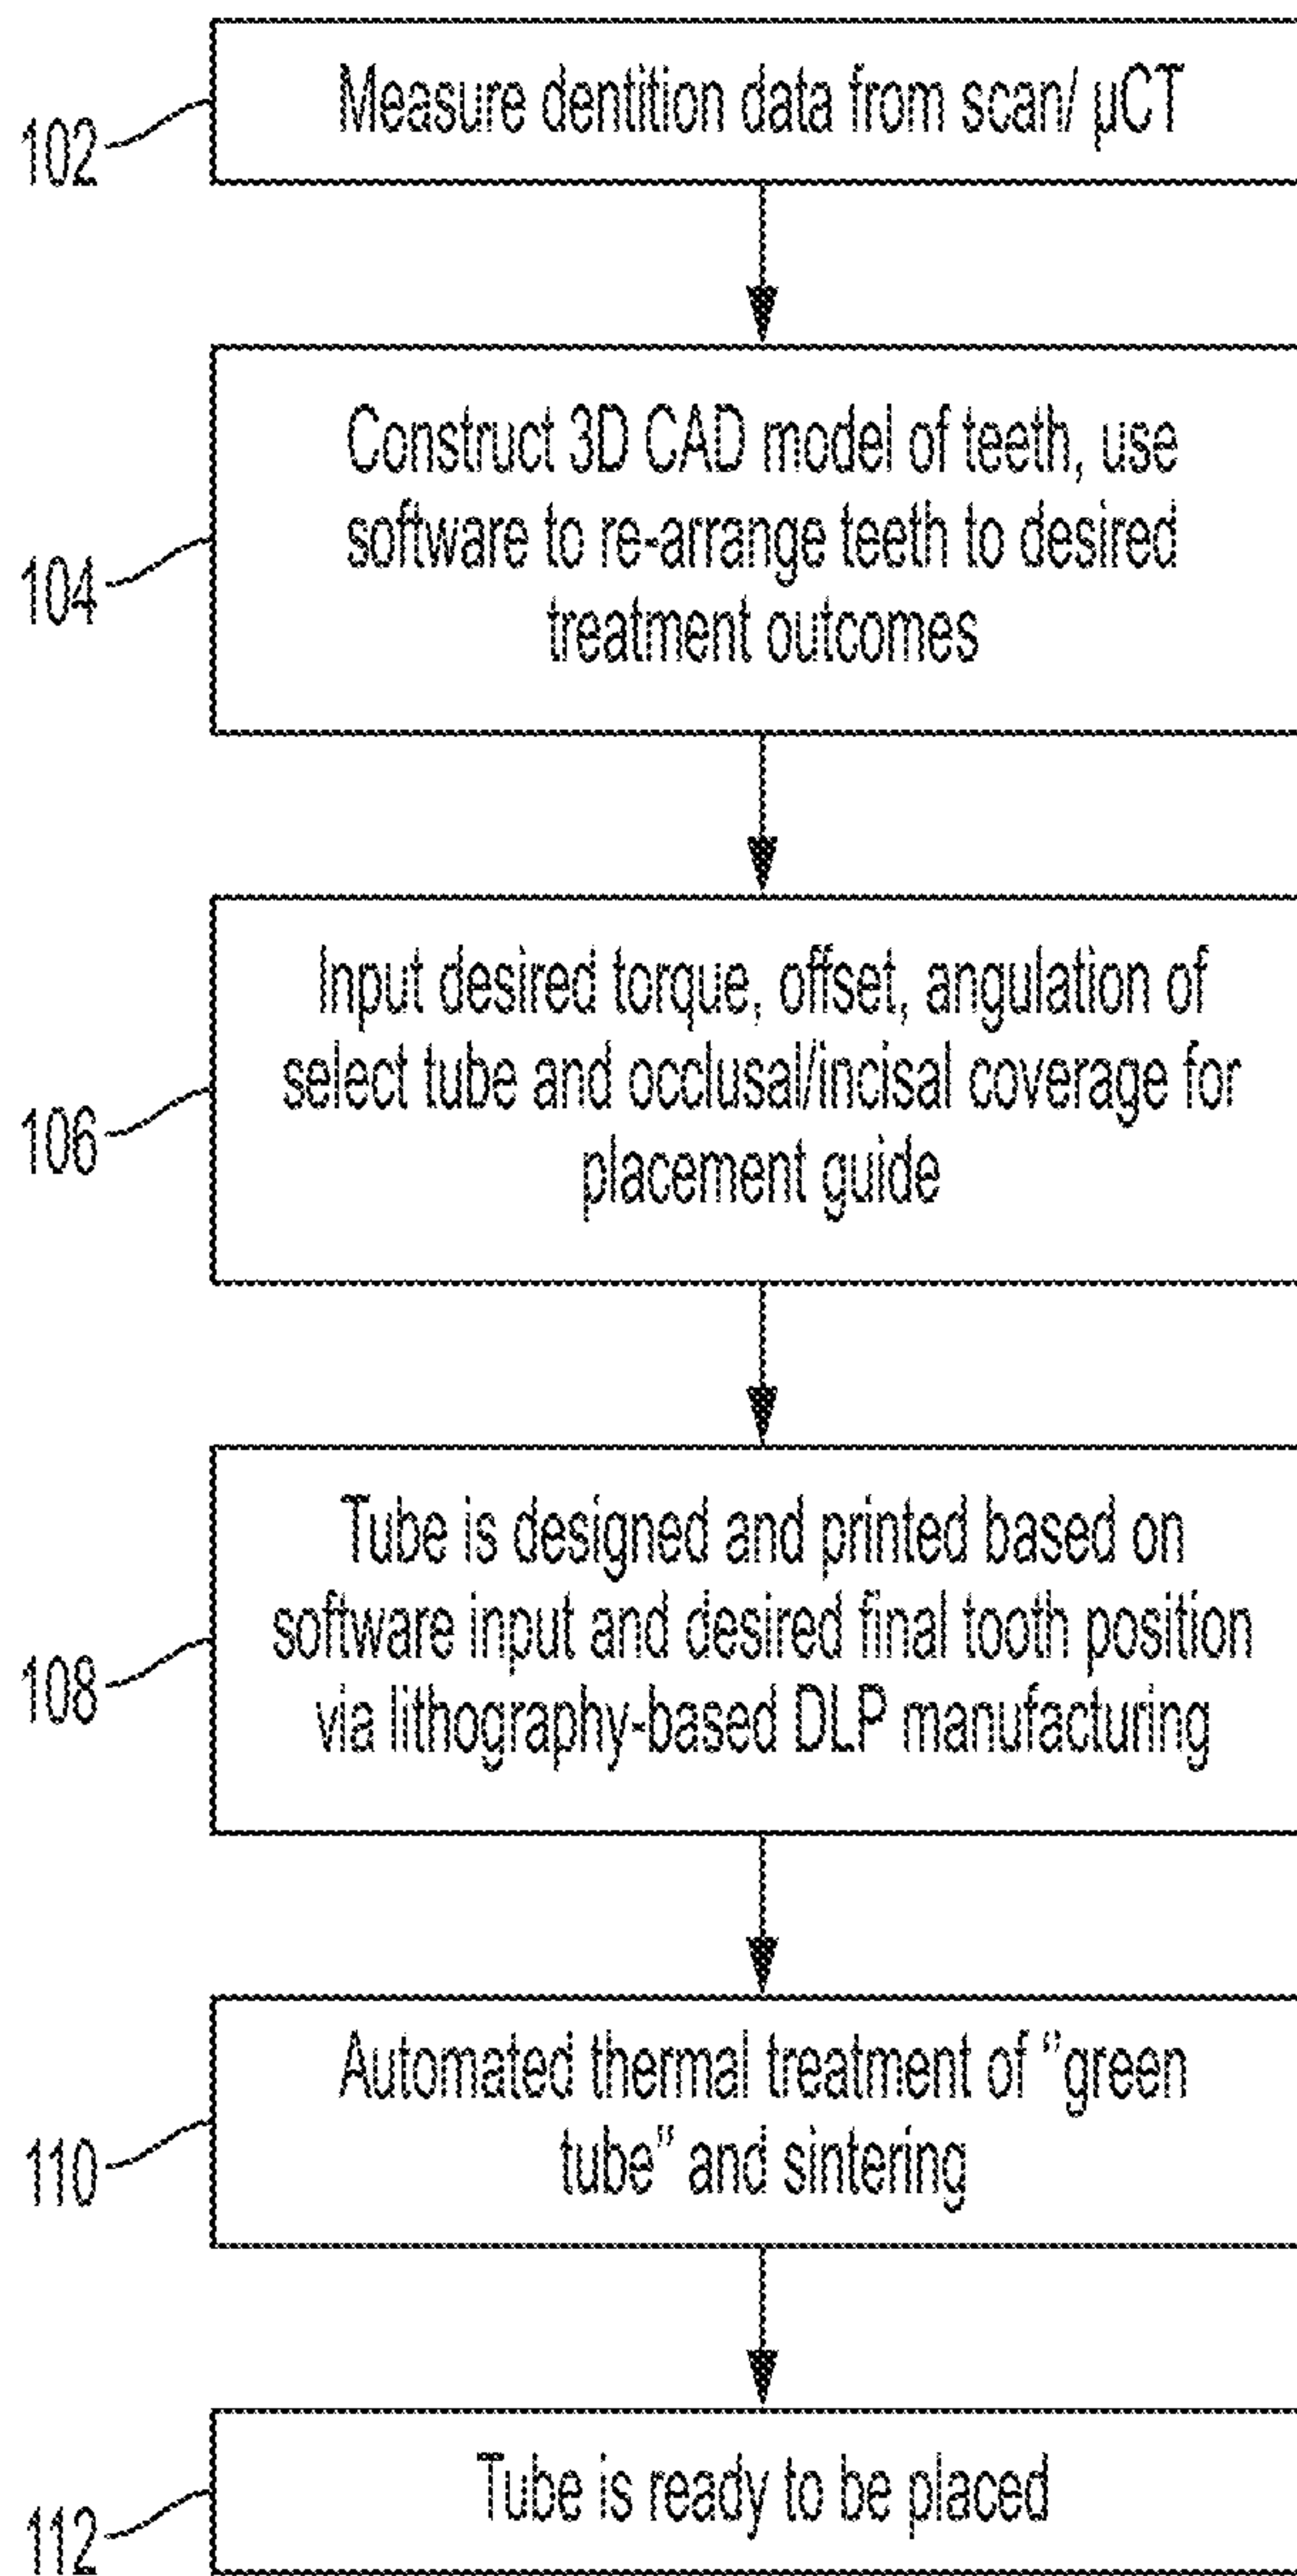 102
Measure dentition data from scan/ µCT
104
Construct 3D CAD model of teeth, use
software to re-arrange teeth to desired
treatment outcomes
106
Input desired torque, offset, angulation of
select tube and occlusal/incisal coverage for
placement guide
108
Tube is designed and printed based on
software input and desired final tooth position
via lithography-based DLP manufacturing
110
Automated thermal treatment of “green
tube” and sintering
112
Tube is ready to be placed